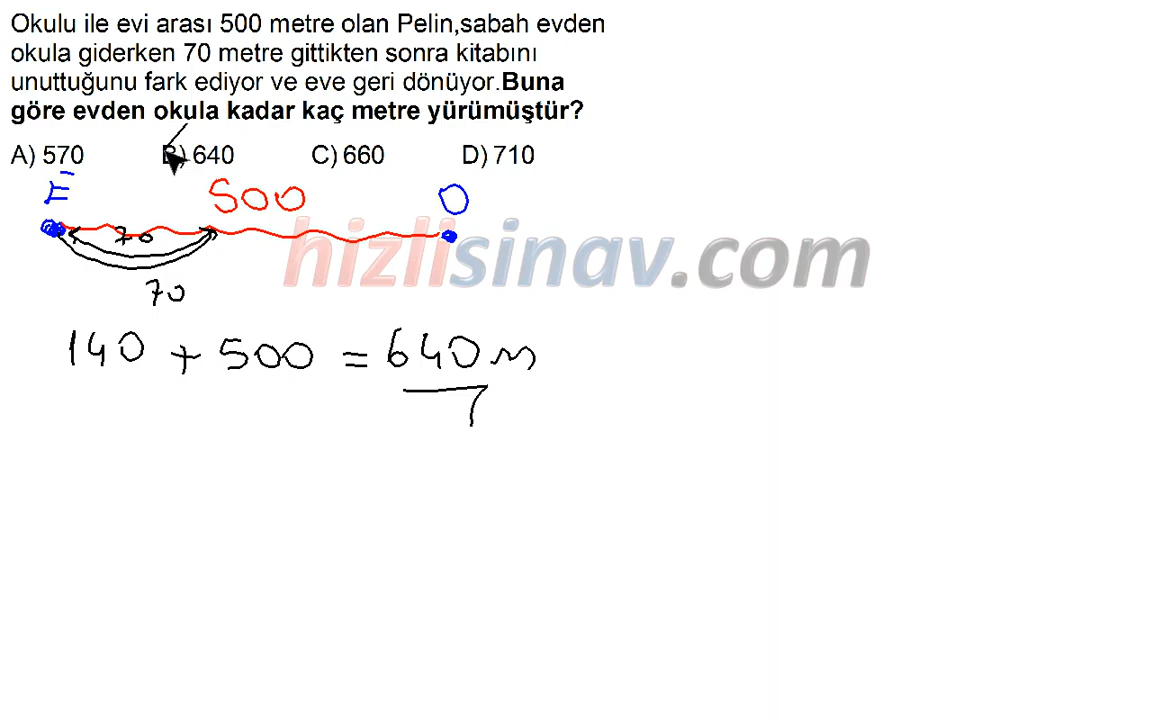 Okulu ile evi arası 500 metre olan Pelin,sabah evden
okula giderken 70 metre gittikten sonra kitabını
unuttuğunu fark ediyor ve eve geri dönüyor.Buna
göre evden okula kadar kaç metre yürümüştür?
A) 570 B) 640 C) 660 D) 710
E 500 O
70
hizlisinav.com
70
140 + 500 = 640 m